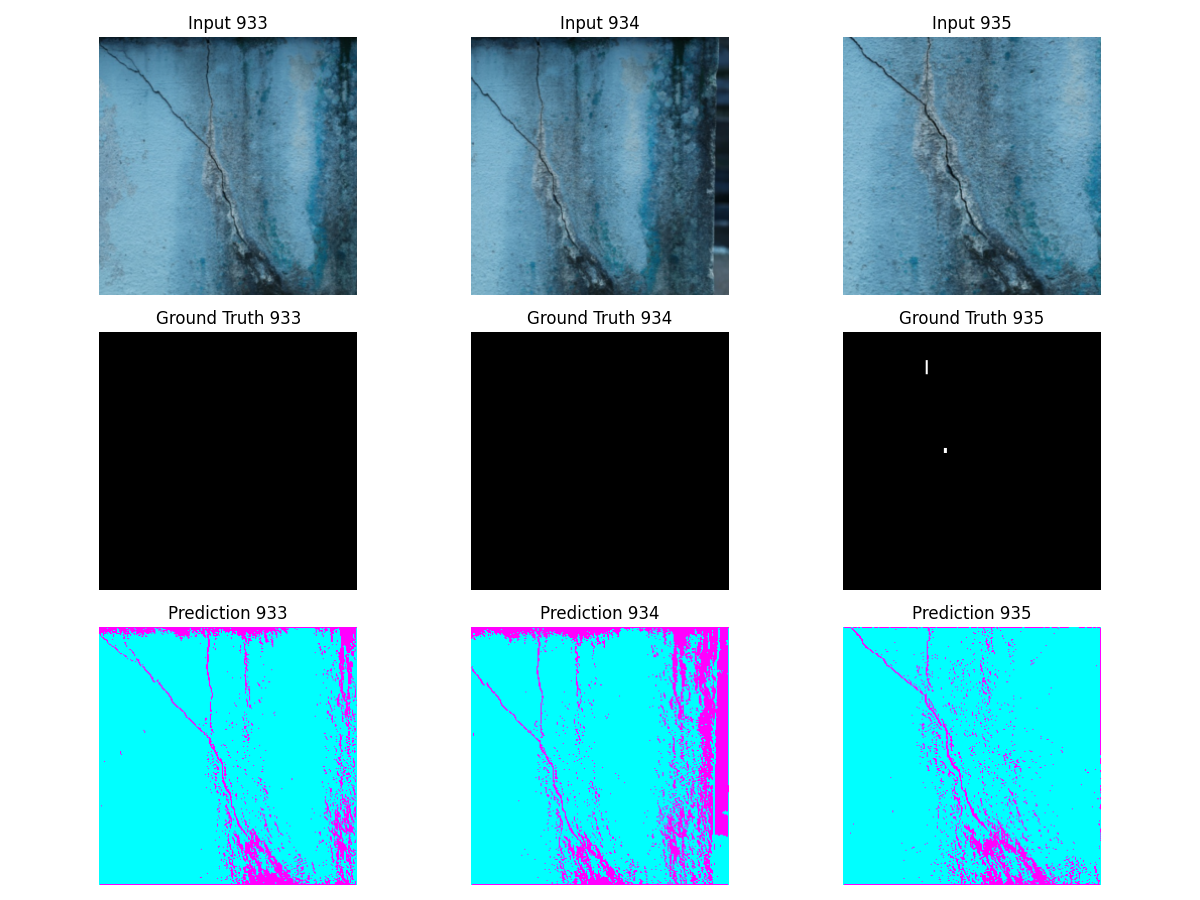 Input 933
Input 934
Input 935
Ground Truth 933
Ground Truth 934
Ground Truth 935
Prediction 933
Prediction 934
Prediction 935